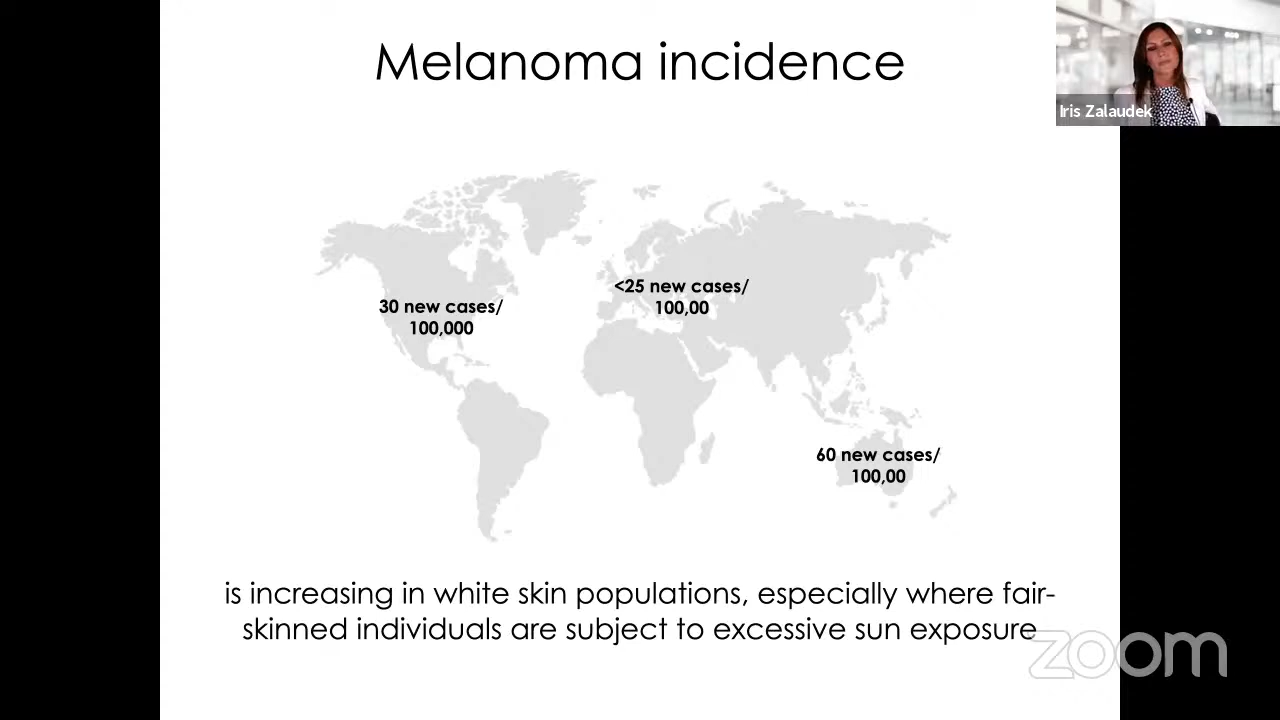 Melanoma incidence
Iris Zalaudek
<25 new cases/
100,00
30 new cases/
100,000
60 new cases/
100,00
is increasing in white skin populations, especially where fair-
skinned individuals are subject to excessive sun exposure
zoom